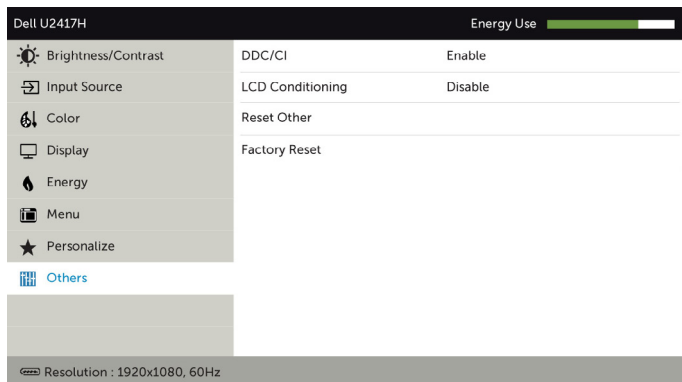 Dell U2417H Energy Use
Brightness/Contrast DDC/CI Enable
Input Source LCD Conditioning Disable
Color Reset Other
Display Factory Reset
Energy
Menu
Personalize
Others
Resolution : 1920x1080, 60Hz